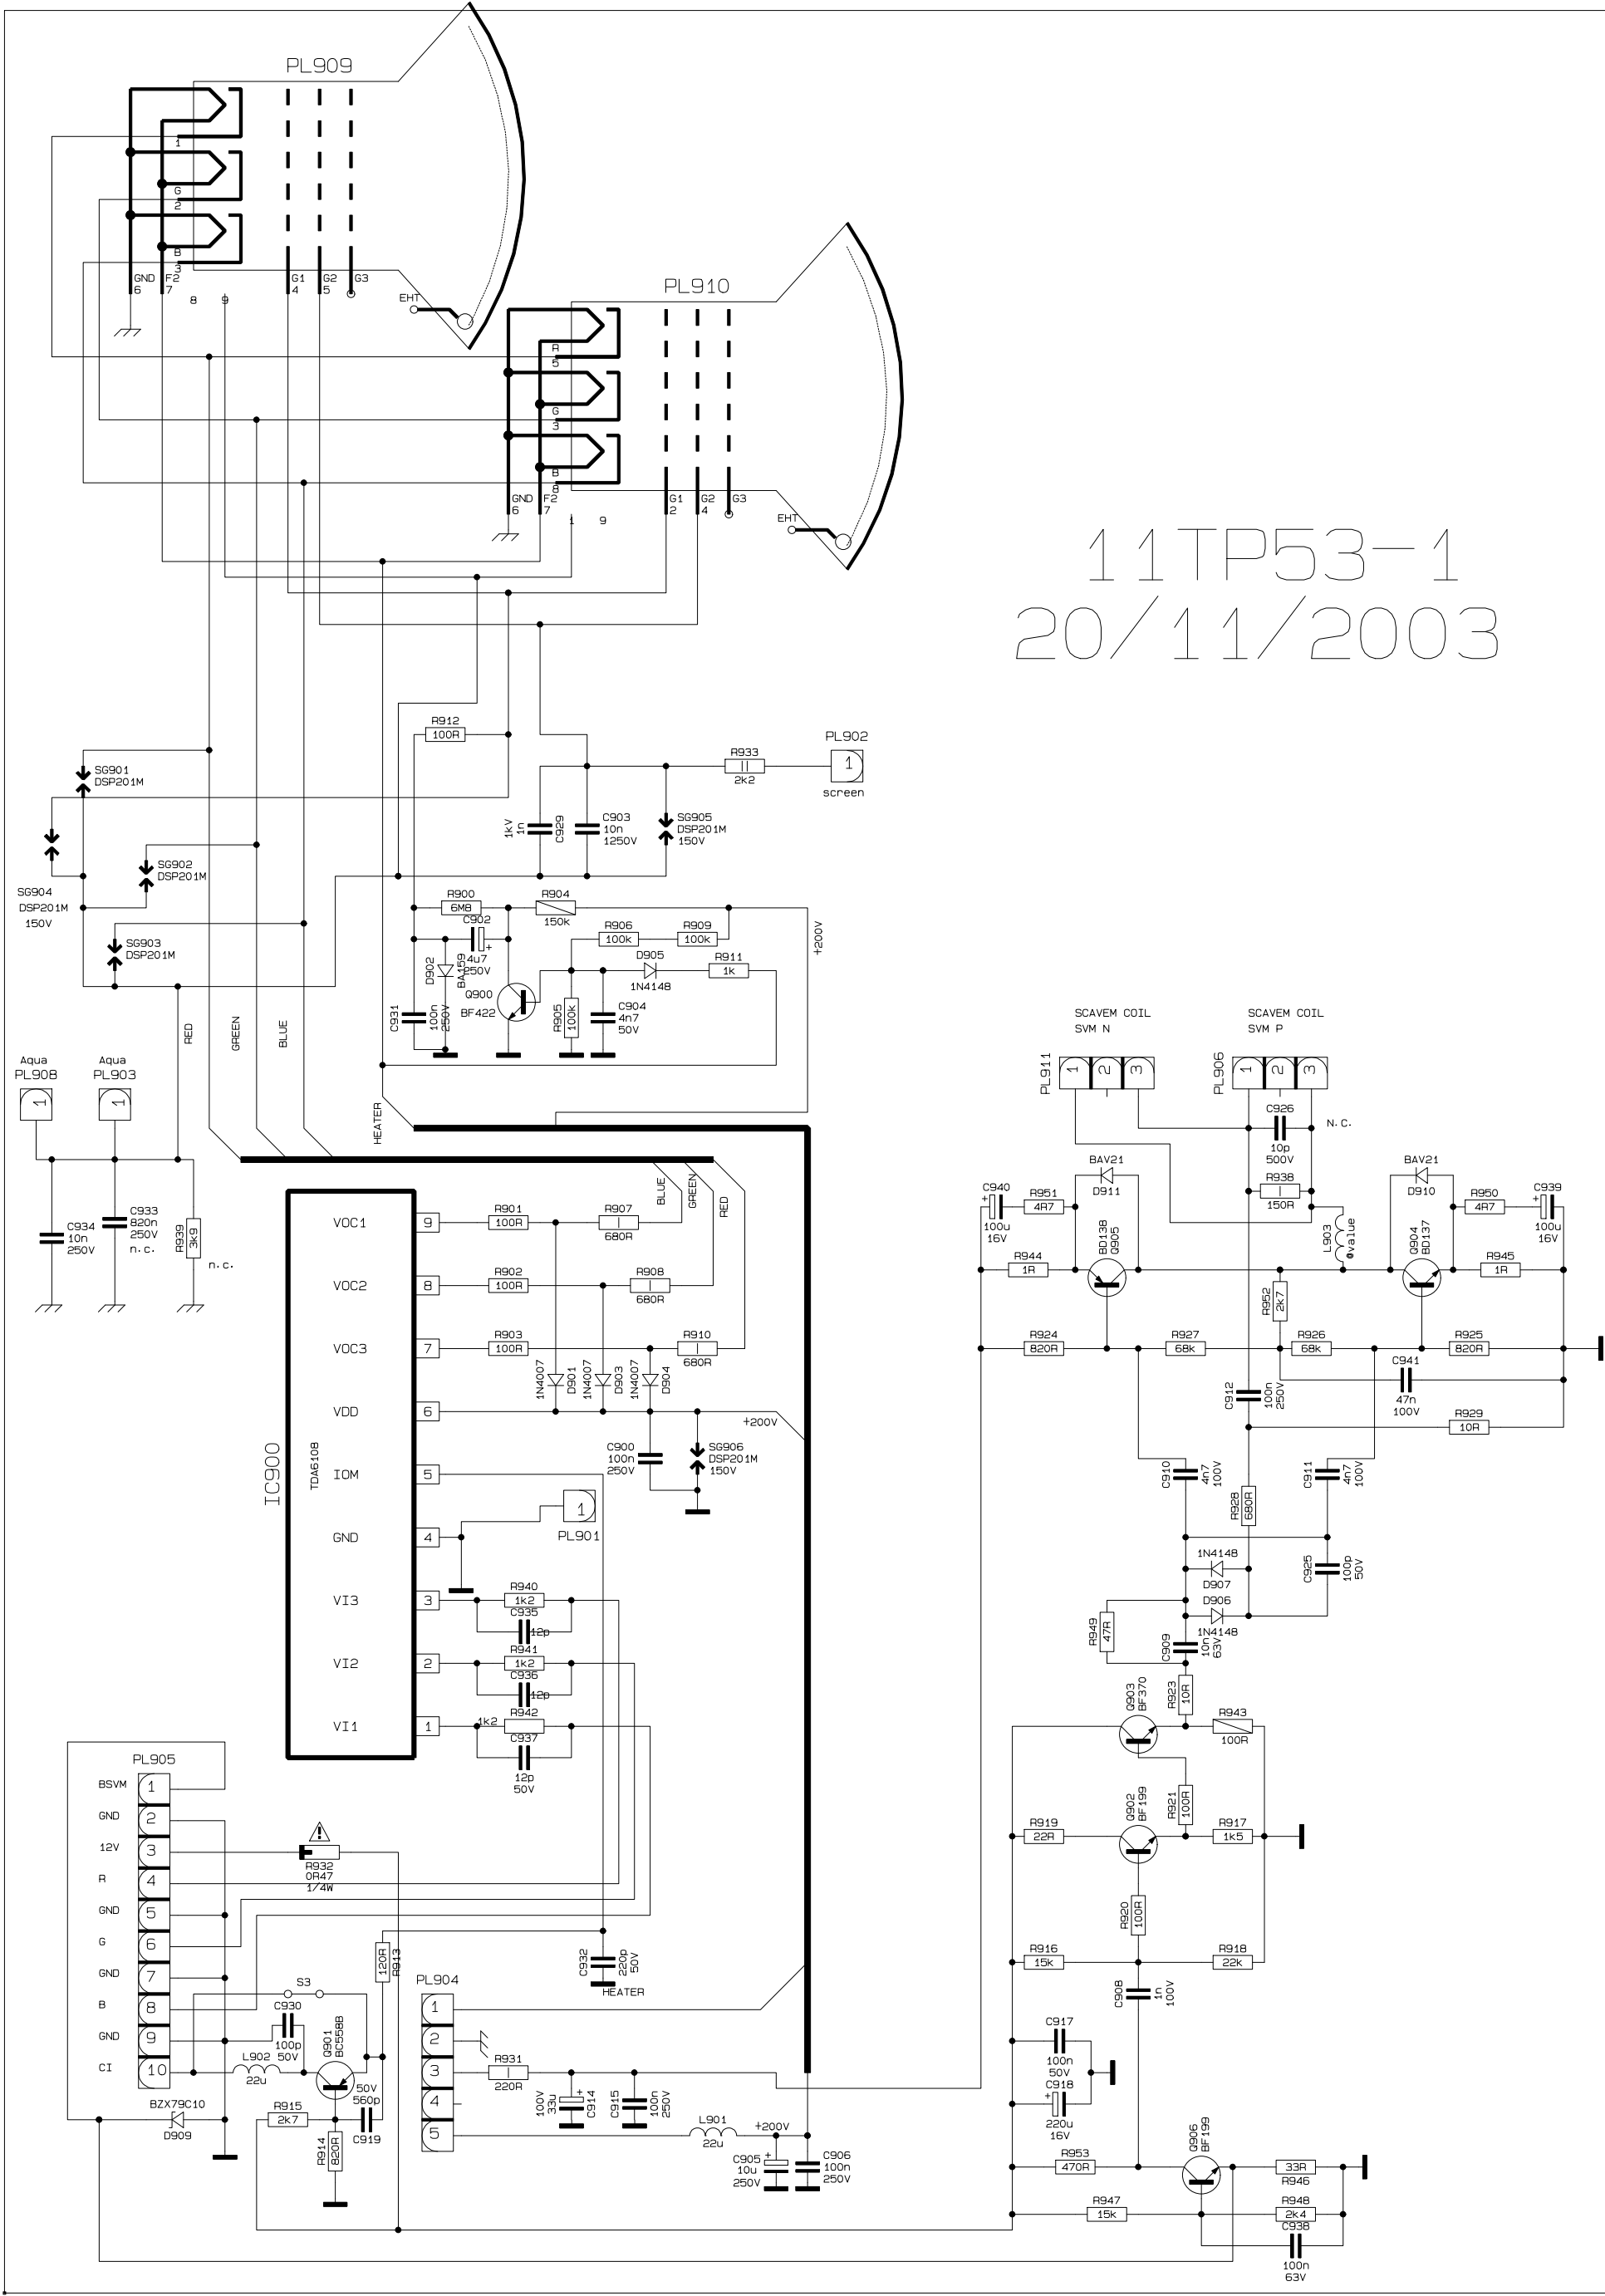 PL909
1
G
2
B
3
GND F2 G1 G2 G3
6 7 8 9 4 5
EHT
PL910
R
5
G
3
B
8
GND F2 G1 G2 G3
6 7 1 9 2 4
EHT
11TP53-1
20/11/2003
R912
100R
R933
2k2
PL902
1
screen
SG901
DSP201M
SG902
DSP201M
SG904
DSP201M
150V
SG903
DSP201M
1kV
1n
C929
C903
10n
1250V
SG905
DSP201M
150V
R900
6M8
R904
150k
C902
4u7
250V
R906
100k
R909
100k
D902
BA159
D905
1N4148
R911
1k
Q900
BF422
C931
100n
250V
R905
100k
C904
4n7
50V
+200V
RED
GREEN
BLUE
Aqua
PL908
1
Aqua
PL903
1
HEATER
C934
10n
250V
C933
820n
250V
n.c.
R939
3k9
n.c.
SCAVEM COIL
SVM N
SCAVEM COIL
SVM P
PL911
1 2 3
PL906
1 2 3
C926
10p
500V
N.C.
R938
150R
BAV21
D911
BAV21
D910
C940
100u
16V
R951
4R7
R950
4R7
C939
100u
16V
BD138
Q905
L903
@value
Q904
BD137
R944
1R
R945
1R
R952
2k7
R924
820R
R927
68k
R926
68k
R925
820R
C941
47n
100V
C912
100n
250V
R929
10R
C910
4n7
100V
C911
4n7
100V
R928
680R
1N4148
D907
D906
1N4148
C925
100p
50V
R949
47R
C909
10n
63V
IC900
TDA6108
VOC1 9
VOC2 8
VOC3 7
VDD 6
IOM 5
GND 4
VI3 3
VI2 2
VI1 1
R901
100R
R907
680R
BLUE
GREEN
RED
R902
100R
R908
680R
R903
100R
R910
680R
1N4007
D901
1N4007
D903
1N4007
D904
+200V
C900
100n
250V
SG906
DSP201M
150V
1
PL901
R940
1k2
C935
12p
R941
1k2
C936
12p
R942
1k2
C937
12p
50V
Q903
BF370
R923
10R
R943
100R
Q902
BF199
R921
100R
R919
22R
R917
1k5
R920
100R
R916
15k
R918
22k
C908
1n
100V
C917
100n
50V
C918
220u
16V
Q906
BF199
R953
470R
33R
R946
R947
15k
R948
2k4
C938
100n
63V
PL905
BSVM 1
GND 2
12V 3
R 4
GND 5
G 6
GND 7
B 8
GND 9
CI 10
R932
0R47
1/4W
S3
C930
100p
50V
L902
22u
Q901
BC558B
120R
R913
BZX79C10
D909
R915
2k7
50V
560p
C919
R914
820R
C932
220p
50V
HEATER
PL904
1
2
3
4
5
R931
220R
100V
33u
C914
C915
100n
250V
L901
22u
+200V
C905
10u
250V
C906
100n
250V